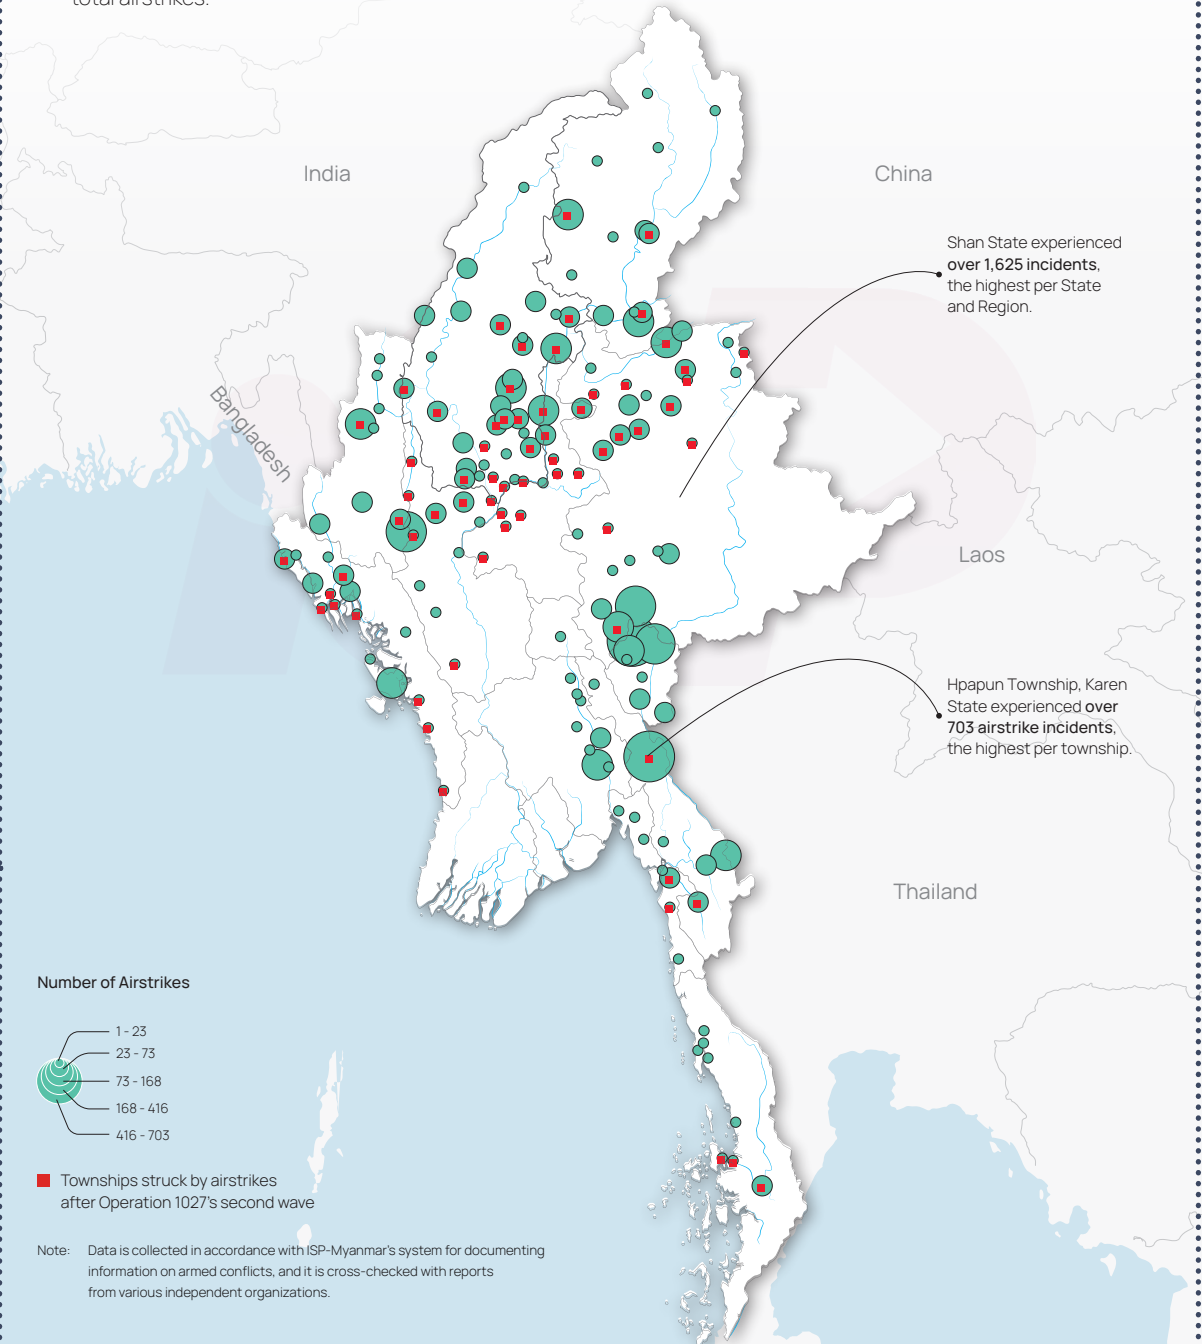 total airstrikes.
India
China
Shan State experienced
over 1,625 incidents,
the highest per State
and Region.
Bangladesh
Laos
Hpapun Township, Karen
State experienced over
703 airstrike incidents,
the highest per township.
Thailand
Number of Airstrikes
1 - 23
23 - 73
73 - 168
168 - 416
416 - 703
Townships struck by airstrikes
after Operation 1027's second wave
Note: Data is collected in accordance with ISP-Myanmar's system for documenting
information on armed conflicts, and it is cross-checked with reports
from various independent organizations.